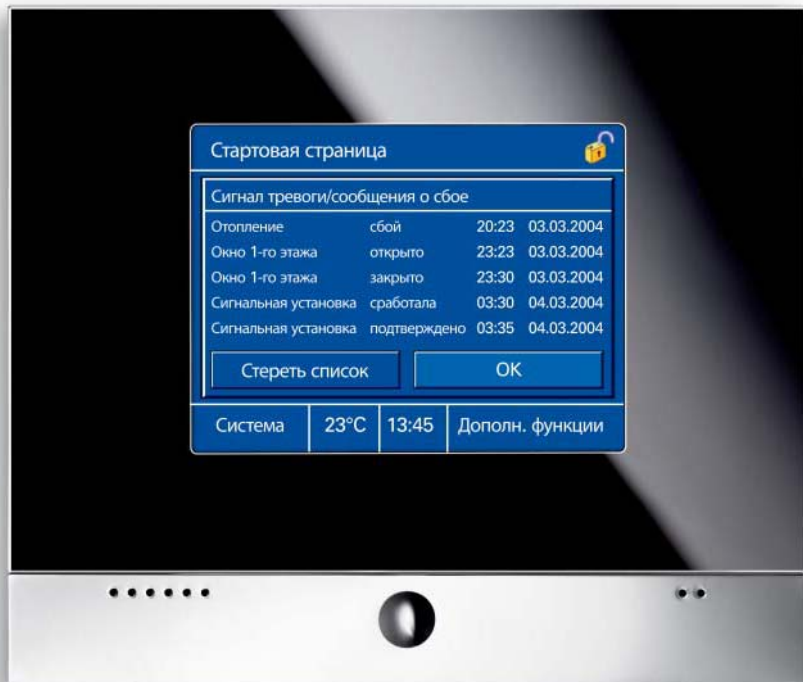 Стартовая страница
Сигнал тревоги/сообщения о сбое
Отопление сбой 20:23 03.03.2004
Окно 1-го этажа открыто 23:23 03.03.2004
Окно 1-го этажа закрыто 23:30 03.03.2004
Сигнальная установка сработала 03:30 04.03.2004
Сигнальная установка подтверждено 03:35 04.03.2004
Стереть список OK
Система 23°C 13:45 Дополн. функции